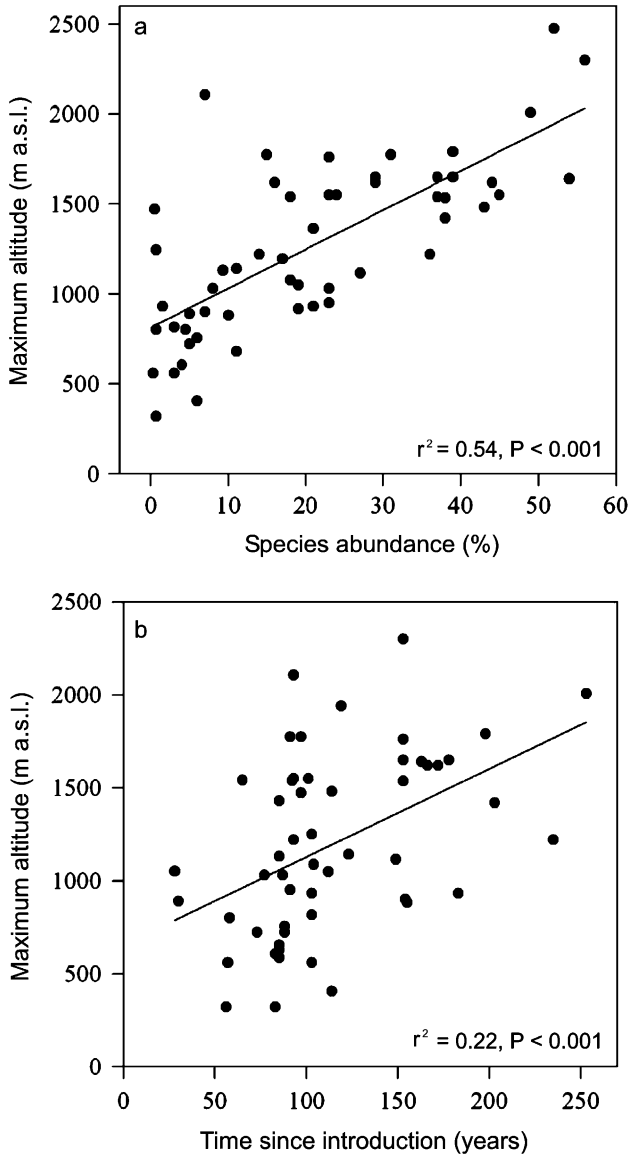 a
2500
2000
1500
1000
500
0
Maximum altitude (m a.s.l.)
r² = 0.54, P < 0.001
0 10 20 30 40 50 60
Species abundance (%)
b
2500
2000
1500
1000
500
0
Maximum altitude (m a.s.l.)
r² = 0.22, P < 0.001
0 50 100 150 200 250
Time since introduction (years)